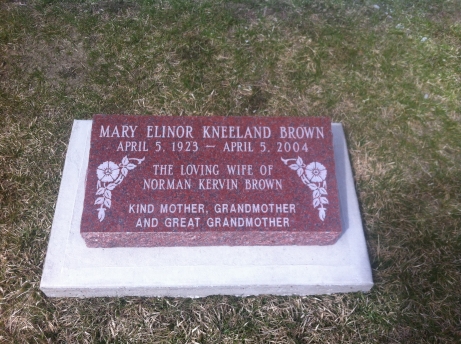 MARY ELINOR KNEELAND BROWN
APRIL 5, 1923 — APRIL 5, 2004
THE LOVING WIFE OF
NORMAN KERVIN BROWN
KIND MOTHER, GRANDMOTHER
AND GREAT GRANDMOTHER